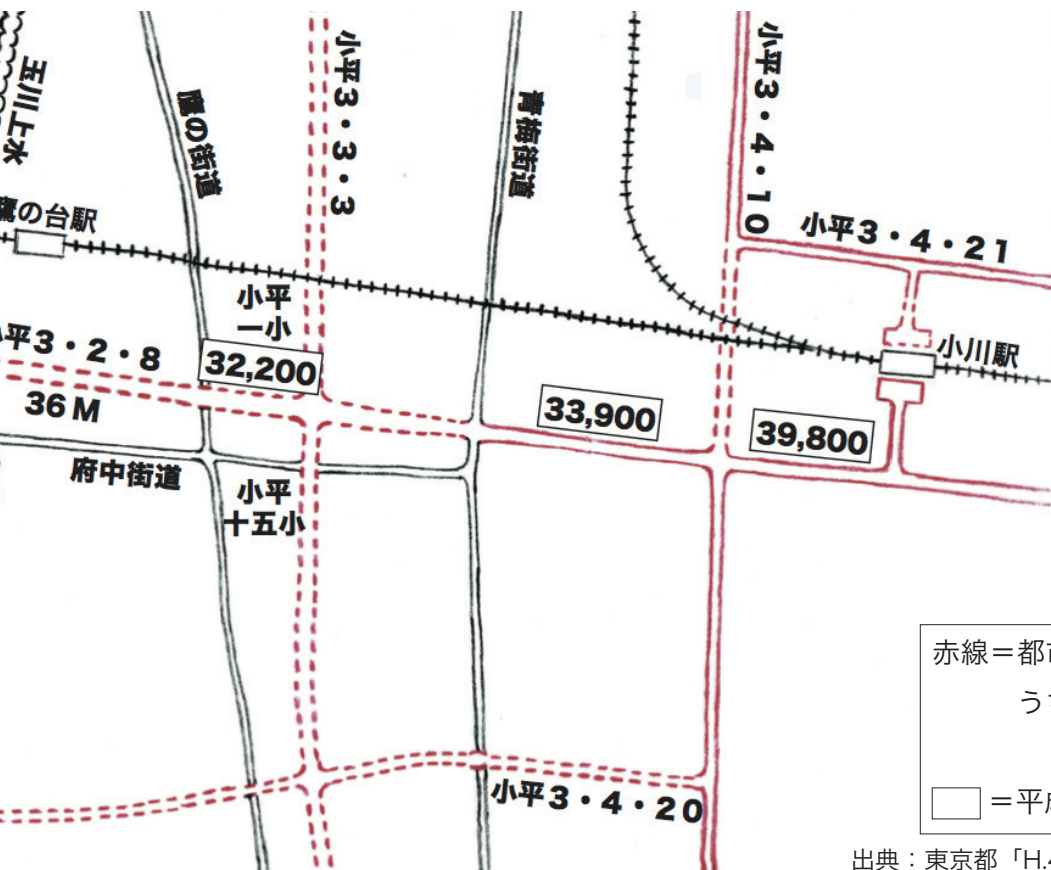 玉川上水
鷹の街道
小平3・3・3
青梅街道
小平3・4・10
鷹の台駅
小平3・4・21
小平
一小
小川駅
小平3・2・8
32,200
36M
33,900
39,800
府中街道
小平
十五小
小平3・4・20
赤線＝都
う
＝平成
出典：東京都「H.4